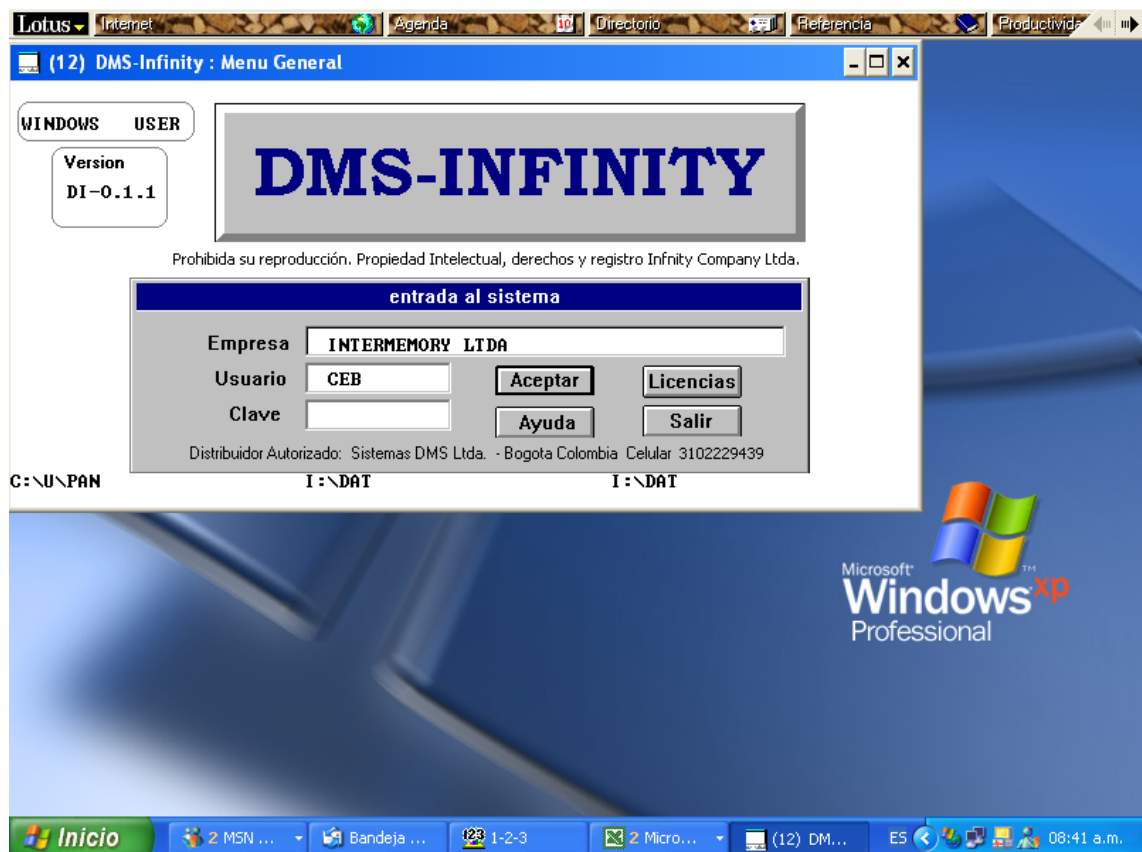 Lotus Internet Agenda 10 Directorio Referencia Productivida
(12) DMS-Infinity : Menu General
WINDOWS USER
Version
DI-0.1.1
DMS-INFINITY
Prohibida su reproducción. Propiedad Intelectual, derechos y registro Infnity Company Ltda.
entrada al sistema
Empresa INTERMEMORY LTDA
Usuario CEB Aceptar Licencias
Clave Ayuda Salir
Distribuidor Autorizado: Sistemas DMS Ltda. - Bogota Colombia Celular 3102229439
C:\U\PAN I:\DAT I:\DAT
Microsoft
Windows xp
TM
Professional
Inicio 2 MSN ... Bandeja ... 123 1-2-3 2 Micro... (12) DM... ES 08:41 a.m.